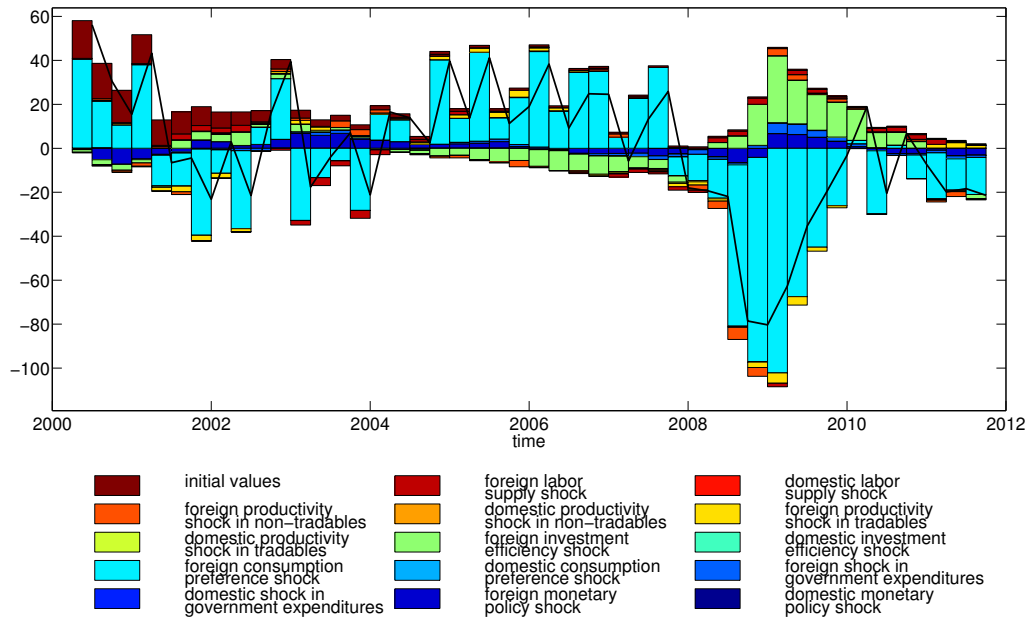 60
40
20
0
−20
−40
−60
−80
−100
2000
2002
2004
2006
2008
2010
2012
time
initial values
foreign labor
supply shock
domestic labor
supply shock
foreign productivity
shock in non−tradables
domestic productivity
shock in non−tradables
foreign productivity
shock in tradables
domestic productivity
shock in tradables
foreign investment
efficiency shock
domestic investment
efficiency shock
foreign consumption
preference shock
domestic consumption
preference shock
foreign shock in
government expenditures
domestic shock in
government expenditures
foreign monetary
policy shock
domestic monetary
policy shock